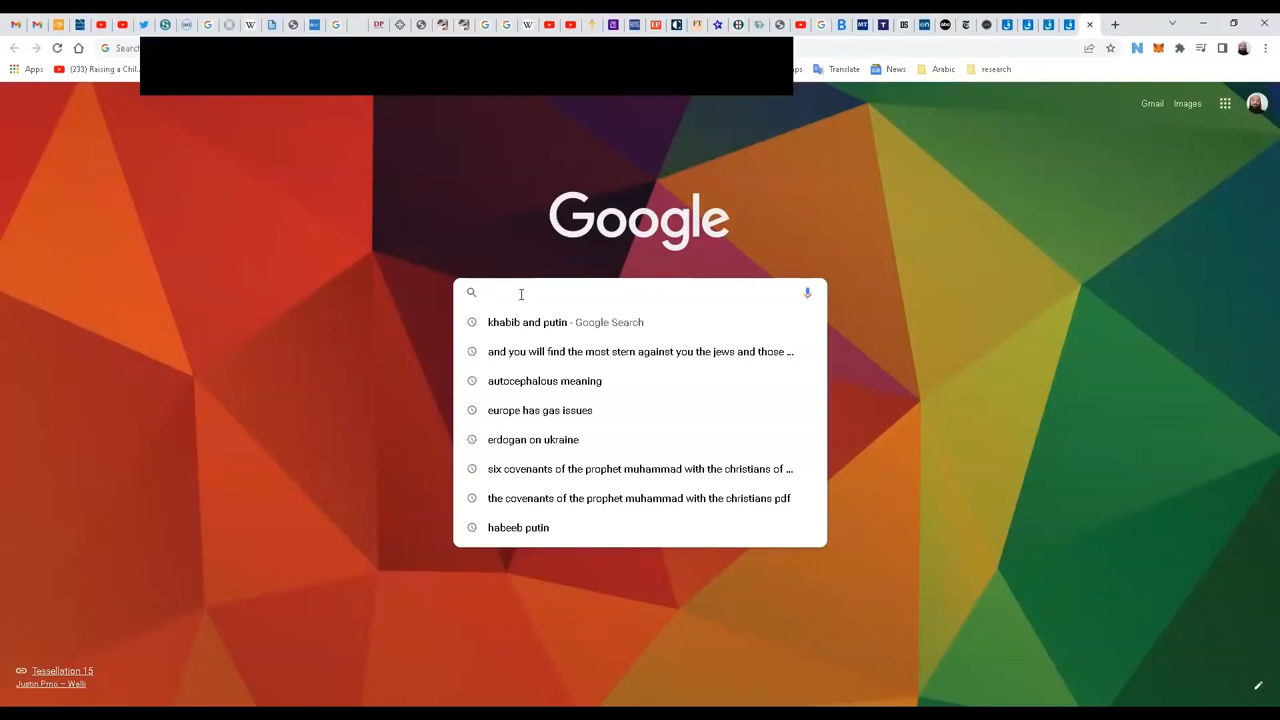 Search
Apps
(233) Raising a Chil...
Translate
News
Arabic
research
Gmail
Images
Google
khabib and putin - Google Search
and you will find the most stern against you the jews and those ...
autocephalous meaning
europe has gas issues
erdogan on ukraine
six covenants of the prophet muhammad with the christians of ...
the covenants of the prophet muhammad with the christians pdf
habeeb putin
Tessellation 15
Justin Prno – Walli